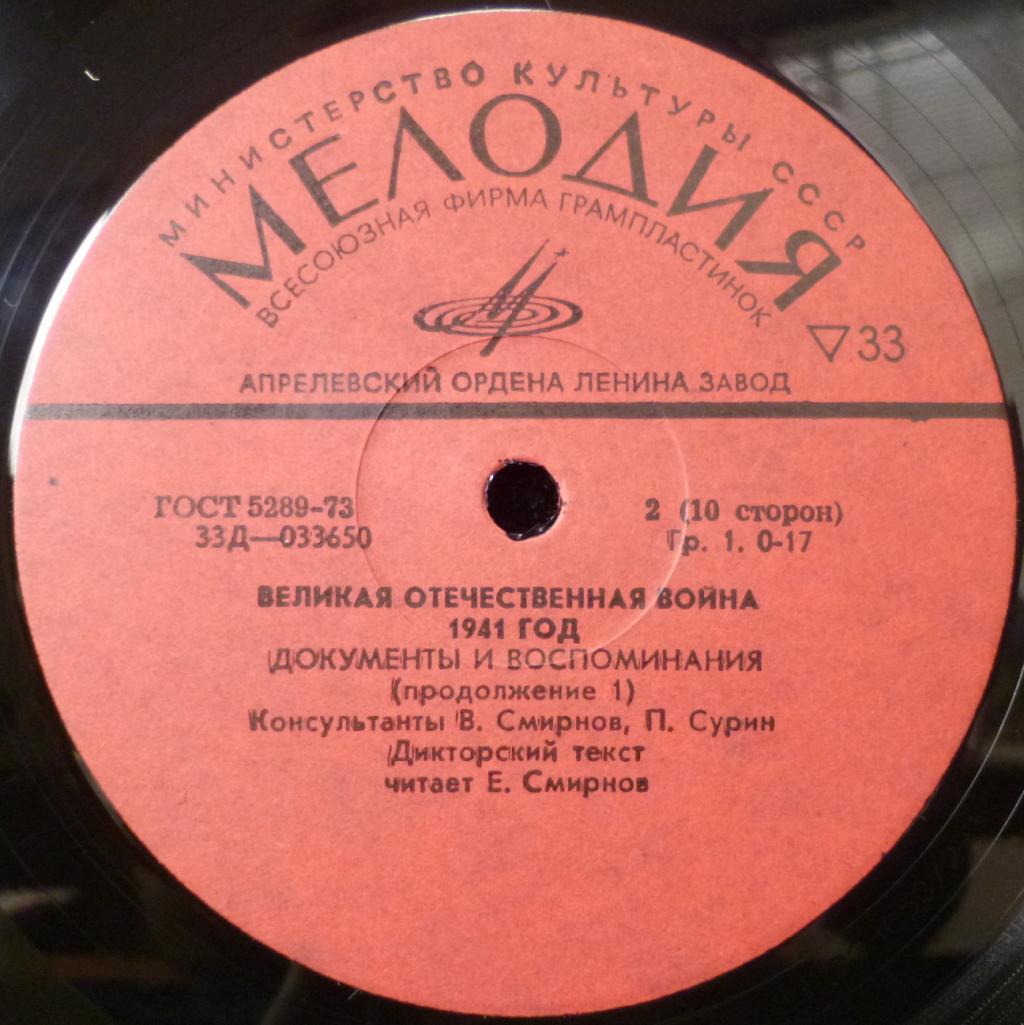 МИНИСТЕРСТВО КУЛЬТУРЫ СССР
МЕЛОДИЯ
ВСЕСОЮЗНАЯ ФИРМА ГРАМПЛАСТИНОК
33
АПРЕЛЕВСКИЙ ОРДЕНА ЛЕНИНА ЗАВОД
ГОСТ 5289-73
33Д—033650
2 (10 сторон)
Гр. 1. 0-17
ВЕЛИКАЯ ОТЕЧЕСТВЕННАЯ ВОЙНА
1941 ГОД
ДОКУМЕНТЫ И ВОСПОМИНАНИЯ
(продолжение 1)
Консультанты В. Смирнов, П. Сурин
Дикторский текст
читает Е. Смирнов